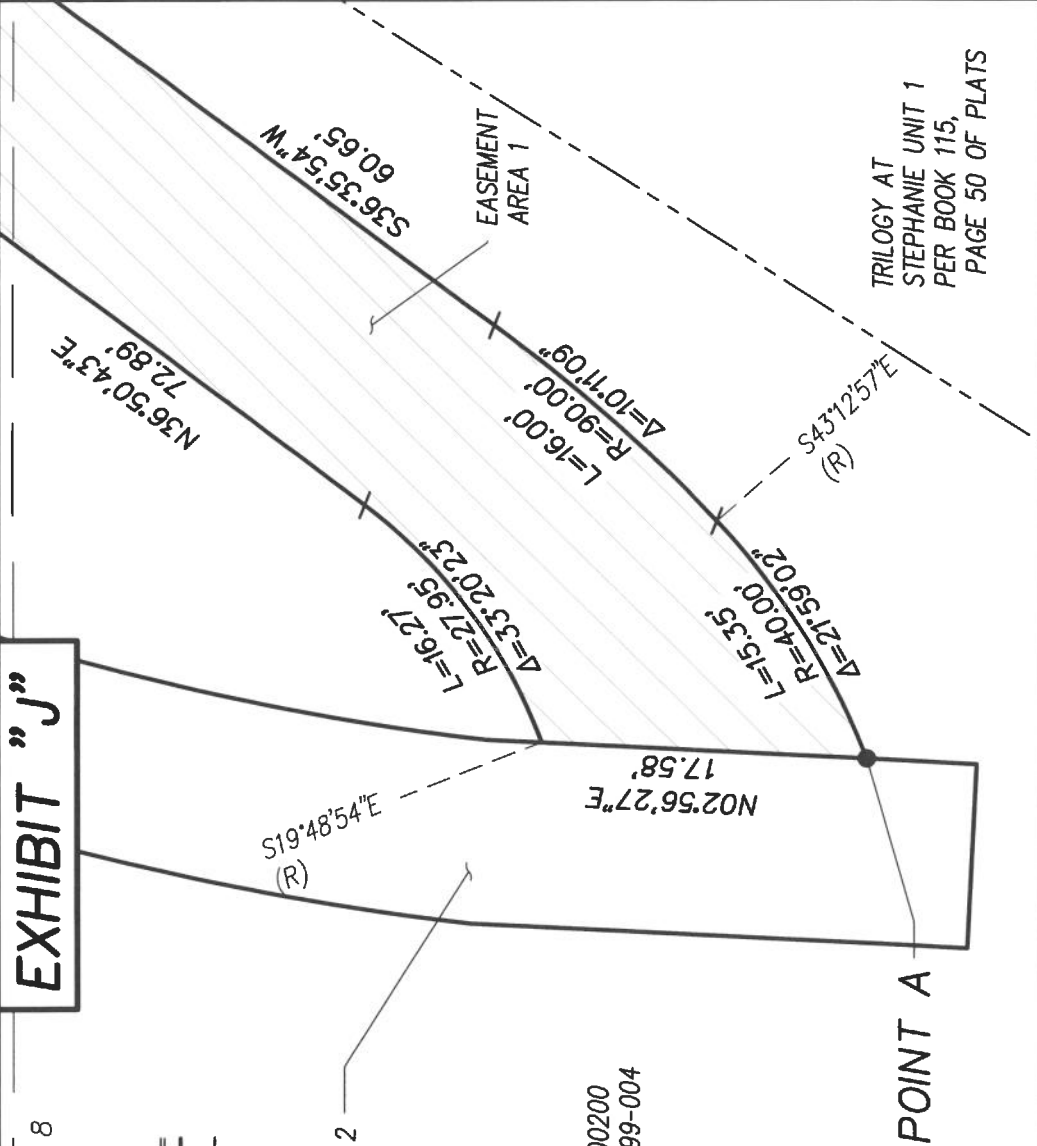 EXHIBIT "J"
8
N36°50'43"E
72.89'
S36°35'54"W
60.65'
EASEMENT
AREA 1
L=16.27'
R=27.95'
Δ=33°20'23"
L=16.00'
R=90.00'
Δ=10°11'09"
TRILOGY AT
STEPHANIE UNIT 1
PER BOOK 115,
PAGE 50 OF PLATS
S43°12'57"E
(R)
L=15.35'
R=40.00'
Δ=21°59'02"
S19°48'54"E
(R)
N02°56'27"E
17.58'
2
00200
99-004
POINT A